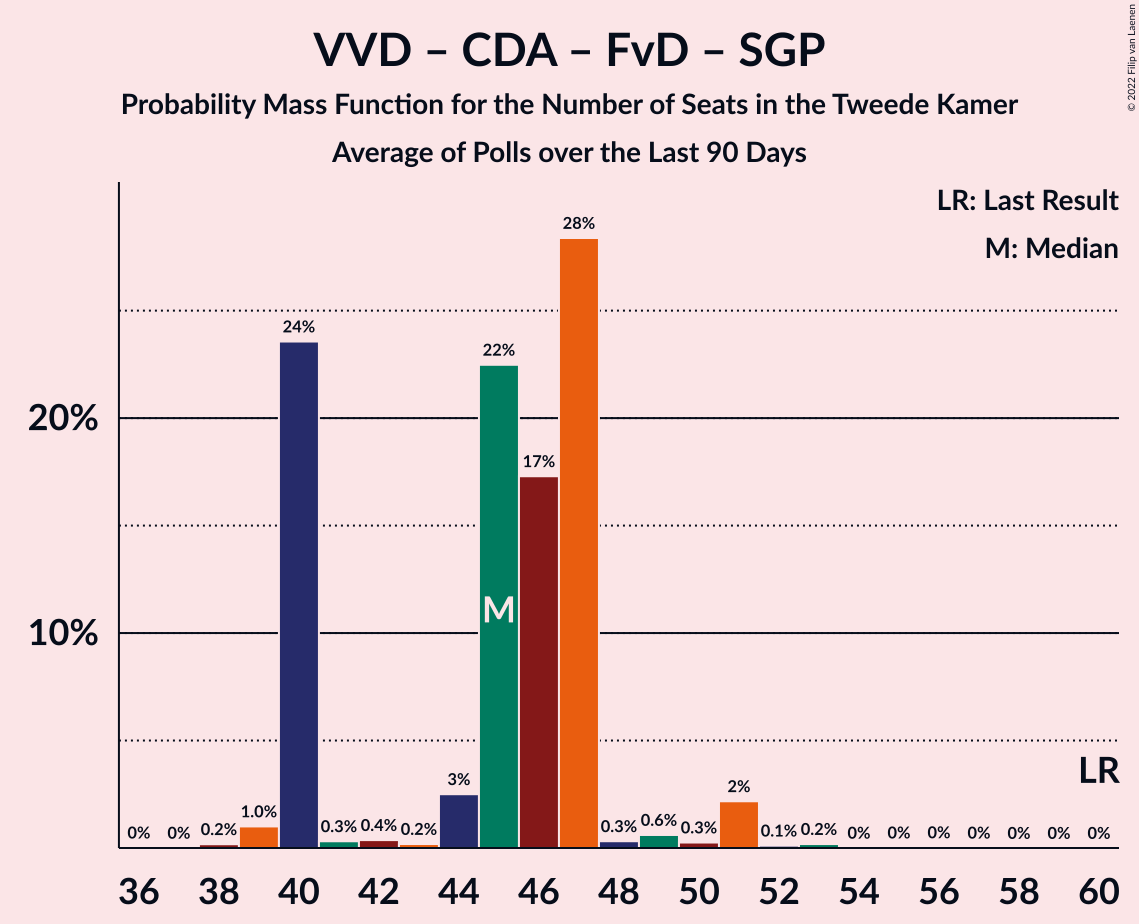 VVD – CDA – FvD – SGP
Probability Mass Function for the Number of Seats in the Tweede Kamer
Average of Polls over the Last 90 Days
© 2022 Filip van Laenen
LR: Last Result
M: Median
28%
24%
22%
20%
17%
M
10%
LR
3%
2%
1.0%
0% 0% 0.2% 0.3% 0.4% 0.2% 0.3% 0.6% 0.3% 0.1% 0.2% 0% 0% 0% 0% 0% 0% 0%
36 38 40 42 44 46 48 50 52 54 56 58 60